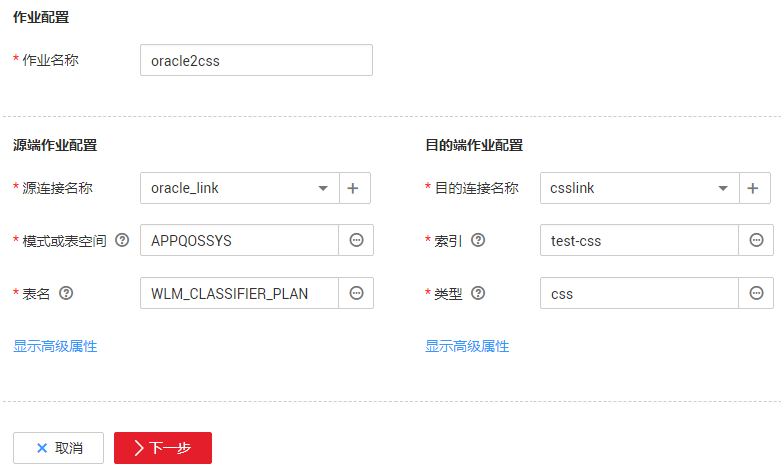 作业配置
* 作业名称 oracle2css
源端作业配置
* 源连接名称 oracle_link
* 模式或表空间 APPQOSSYS
* 表名 WLM_CLASSIFIER_PLAN
显示高级属性
目的端作业配置
* 目的连接名称 csslink
* 索引 test-css
* 类型 css
显示高级属性
取消 下一步